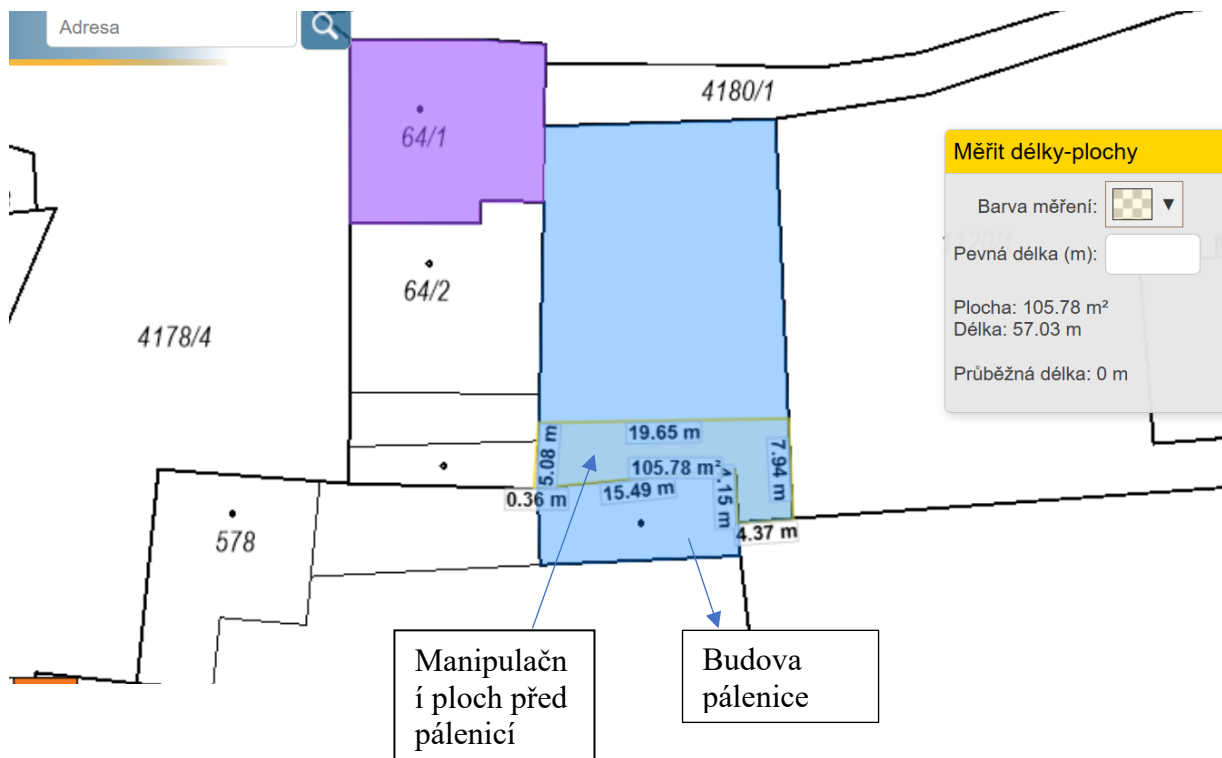 Adresa
4180/1
64/1
Měřit délky-plochy
Barva měření:
Pevná délka (m):
64/2
Plocha: 105.78 m²
Délka: 57.03 m
4178/4
Průběžná délka: 0 m
5.08 m
19.65 m
7.94 m
105.78 m²
15.49 m
4.15 m
0.36 m
4.37 m
578
Manipulačn
í ploch před
pálenicí
Budova
pálenice